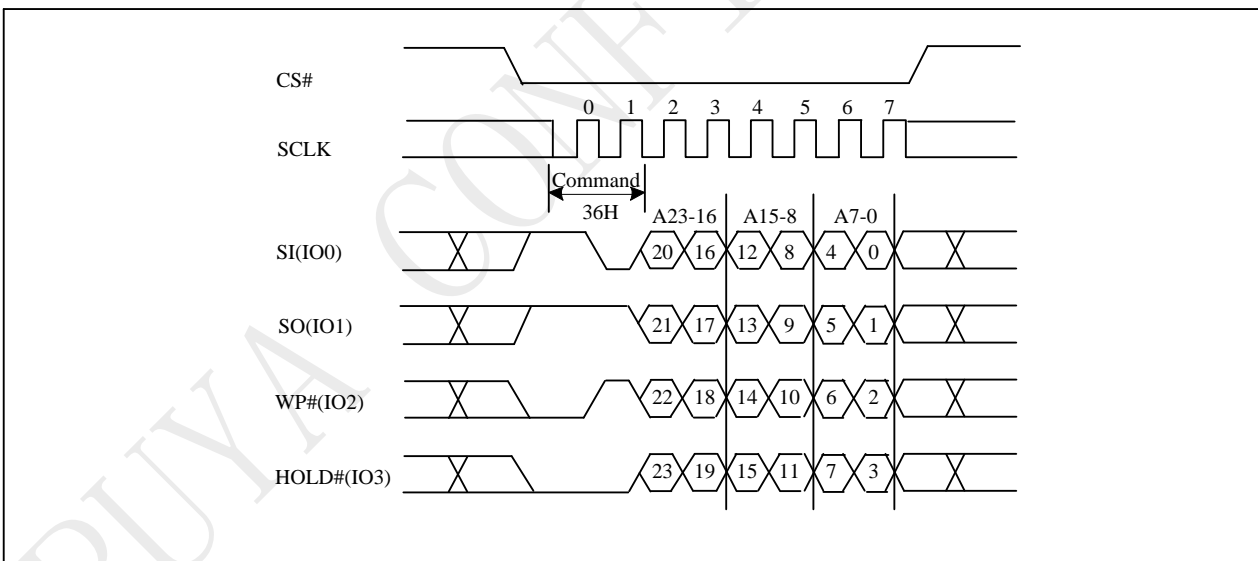 CS#
0 1 2 3 4 5 6 7
SCLK
Command
36H
A23-16 A15-8 A7-0
SI(IO0)
20 16 12 8 4 0
SO(IO1)
21 17 13 9 5 1
WP#(IO2)
22 18 14 10 6 2
HOLD#(IO3)
23 19 15 11 7 3
PUYA CONF